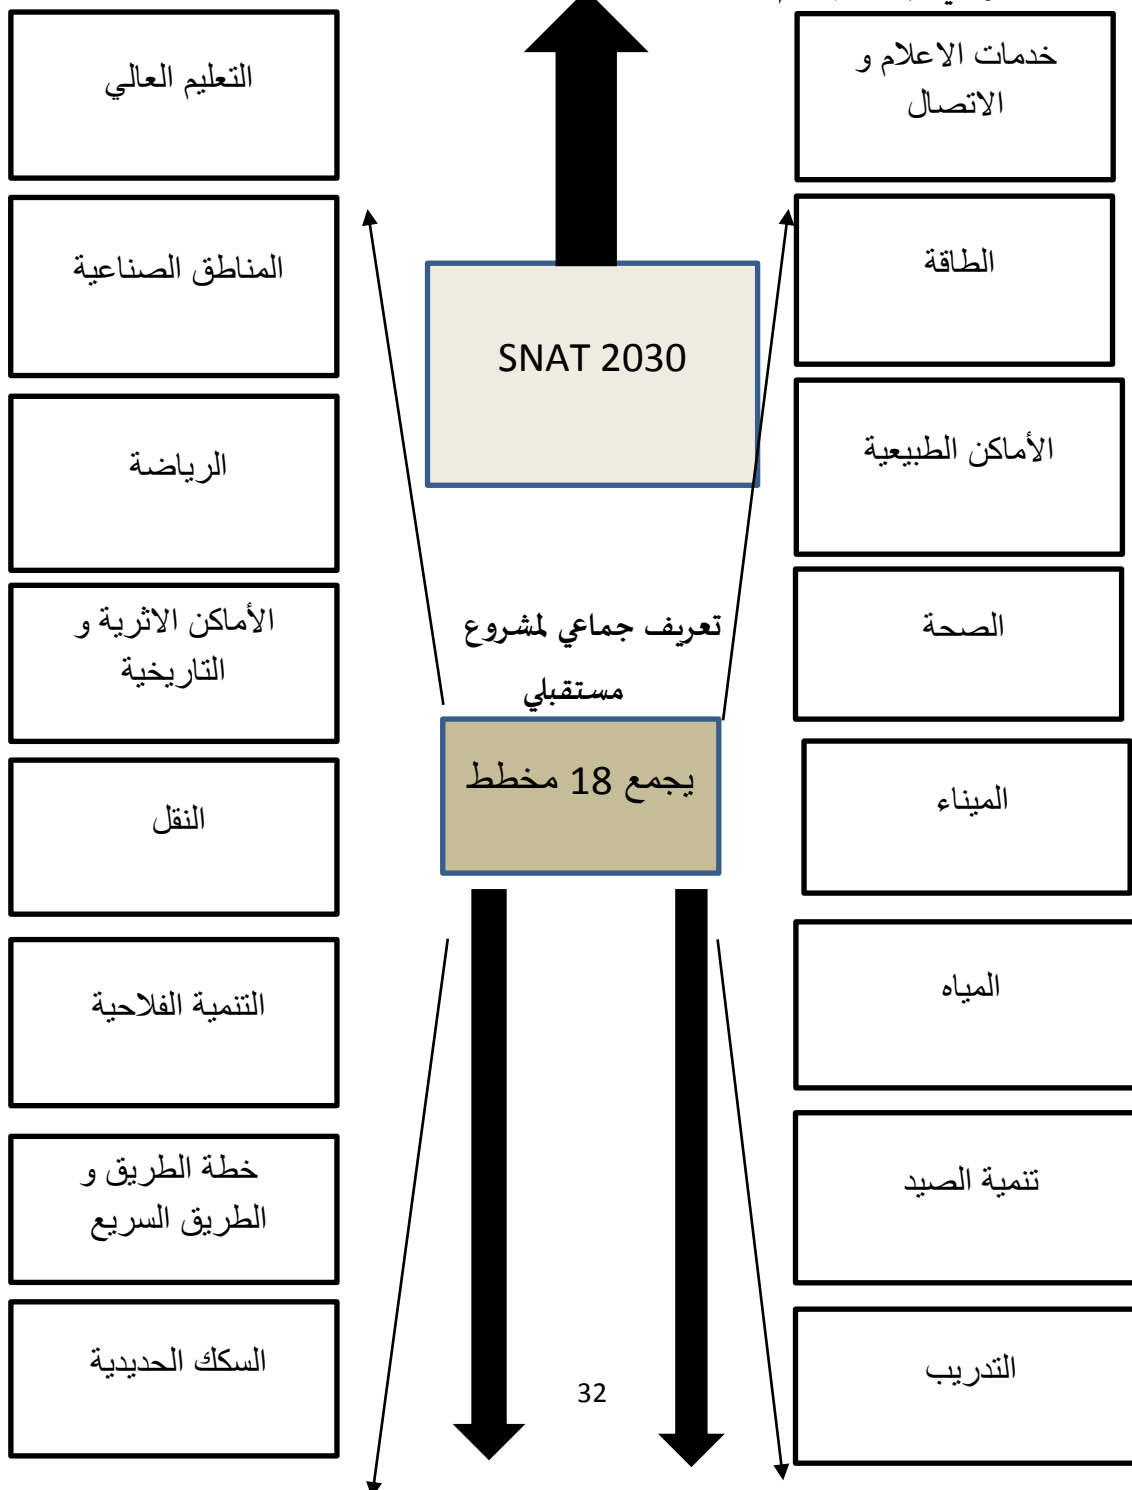 خدمات الاعلام و
الاتصال
الطاقة
الأماكن الطبيعية
الصحة
الميناء
المياه
تنمية الصيد
التدريب
SNAT 2030
تعريف جماعي لمشروع
مستقبلي
يجمع 18 مخطط
التعليم العالي
المناطق الصناعية
الرياضة
الأماكن الاثرية و
التاريخية
النقل
التنمية الفلاحية
خطة الطريق و
الطريق السريع
السكك الحديدية
32